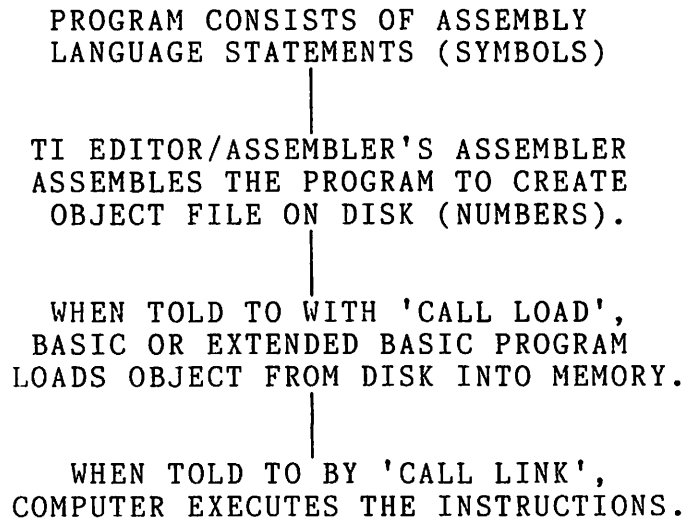 PROGRAM CONSISTS OF ASSEMBLY
LANGUAGE STATEMENTS (SYMBOLS)
TI EDITOR/ASSEMBLER'S ASSEMBLER
ASSEMBLES THE PROGRAM TO CREATE
OBJECT FILE ON DISK (NUMBERS).
WHEN TOLD TO WITH 'CALL LOAD',
BASIC OR EXTENDED BASIC PROGRAM
LOADS OBJECT FROM DISK INTO MEMORY.
WHEN TOLD TO BY 'CALL LINK',
COMPUTER EXECUTES THE INSTRUCTIONS.